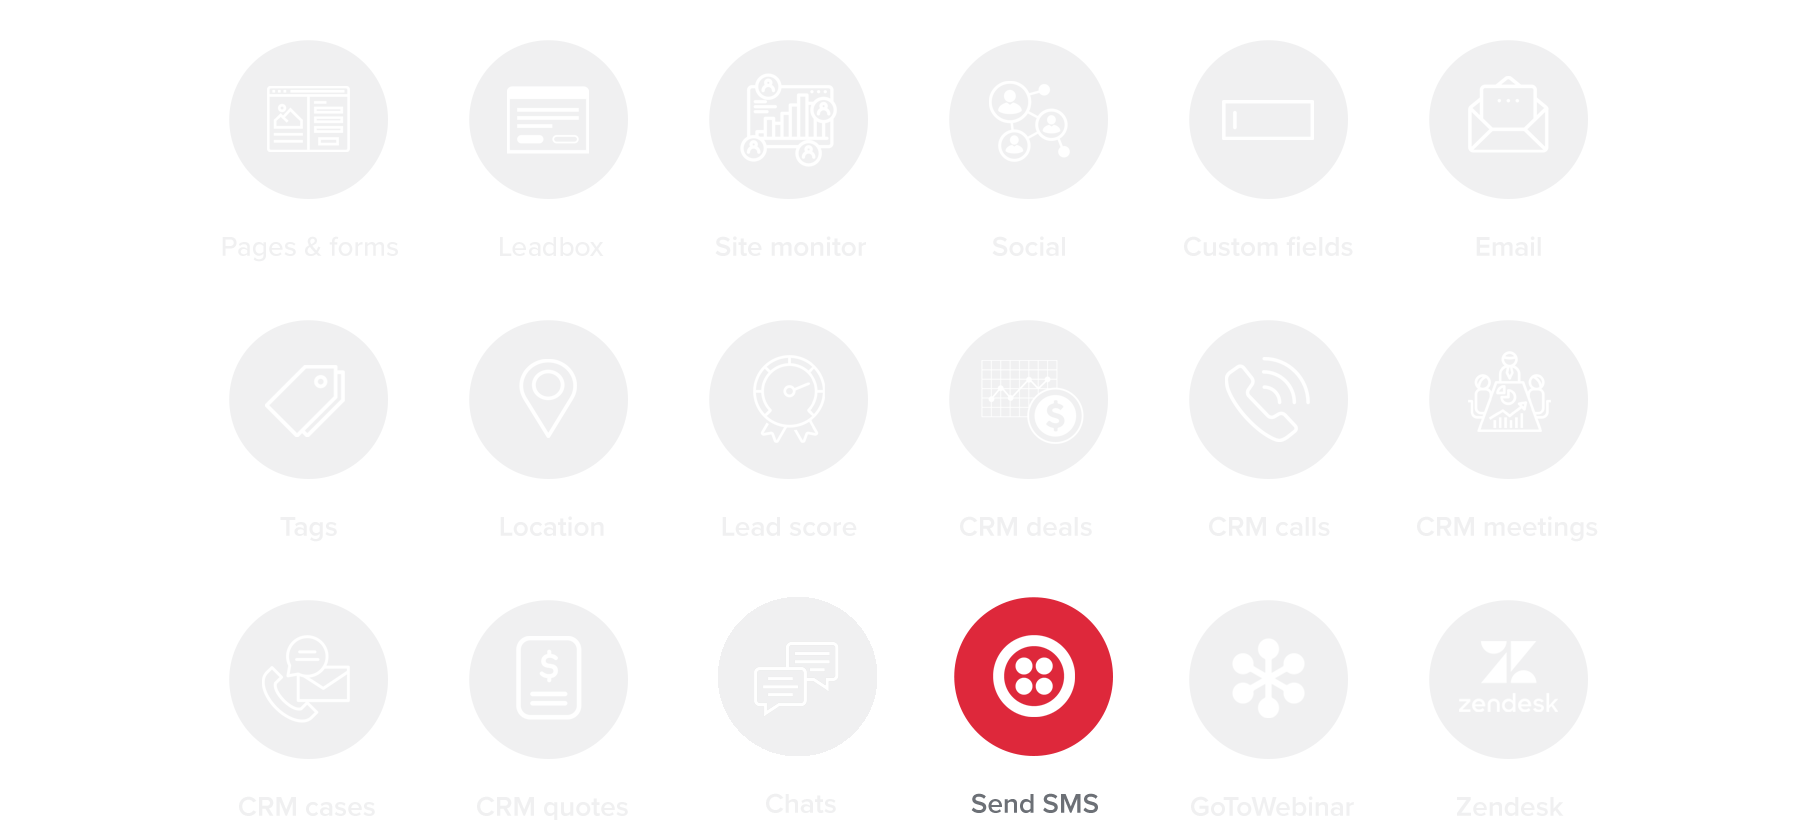 Pages & forms
Leadbox
Site monitor
Social
Custom fields
Email
Tags
Location
Lead score
CRM deals
CRM calls
CRM meetings
zendesk
CRM cases
CRM quotes
Chats
Send SMS
GoToWebinar
Zendesk